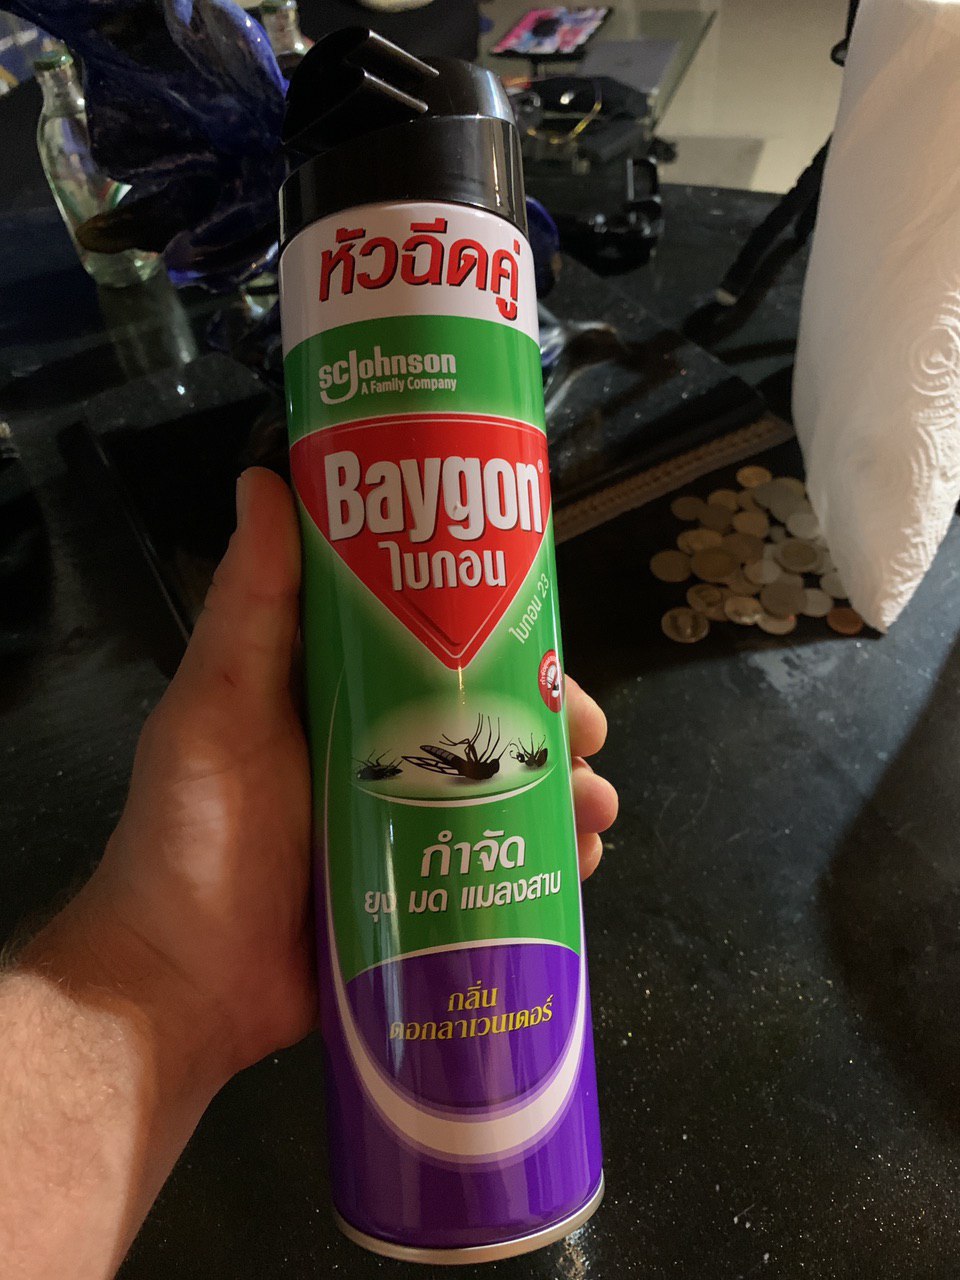 หัวฉีดคู่
SC Johnson
A Family Company
Baygon®
ไบกอน
ไบกอน 23
กำจัด
ยุง มด แมลงสาบ
กลิ่น
ดอกลาเวนเดอร์